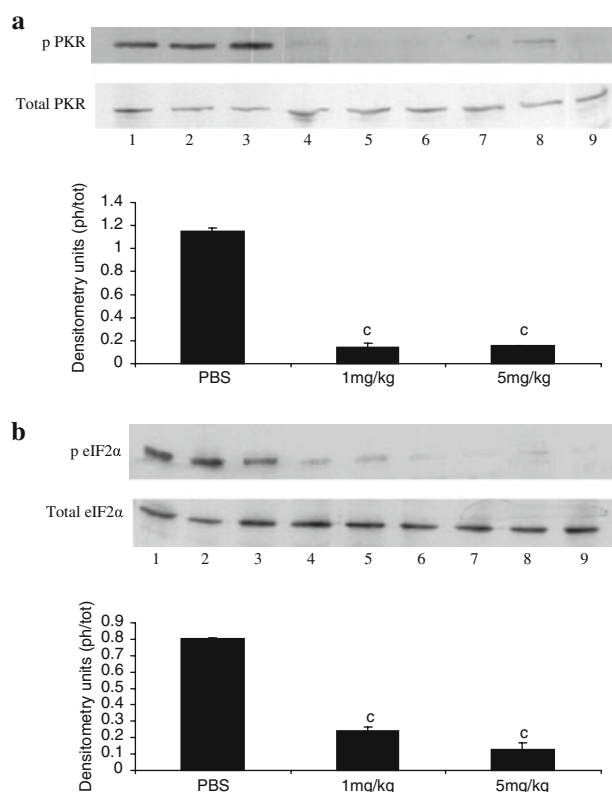 a
p PKR
Total PKR
1 2 3 4 5 6 7 8 9
Densitometry units (ph/tot)
1.4
1.2
1
0.8
0.6
0.4
0.2
0
c
c
PBS
1mg/kg
5mg/kg
b
p eIF2α
Total eIF2α
1 2 3 4 5 6 7 8 9
Densitometry units (ph/tot)
0.9
0.8
0.7
0.6
0.5
0.4
0.3
0.2
0.1
0
c
c
PBS
1mg/kg
5mg/kg